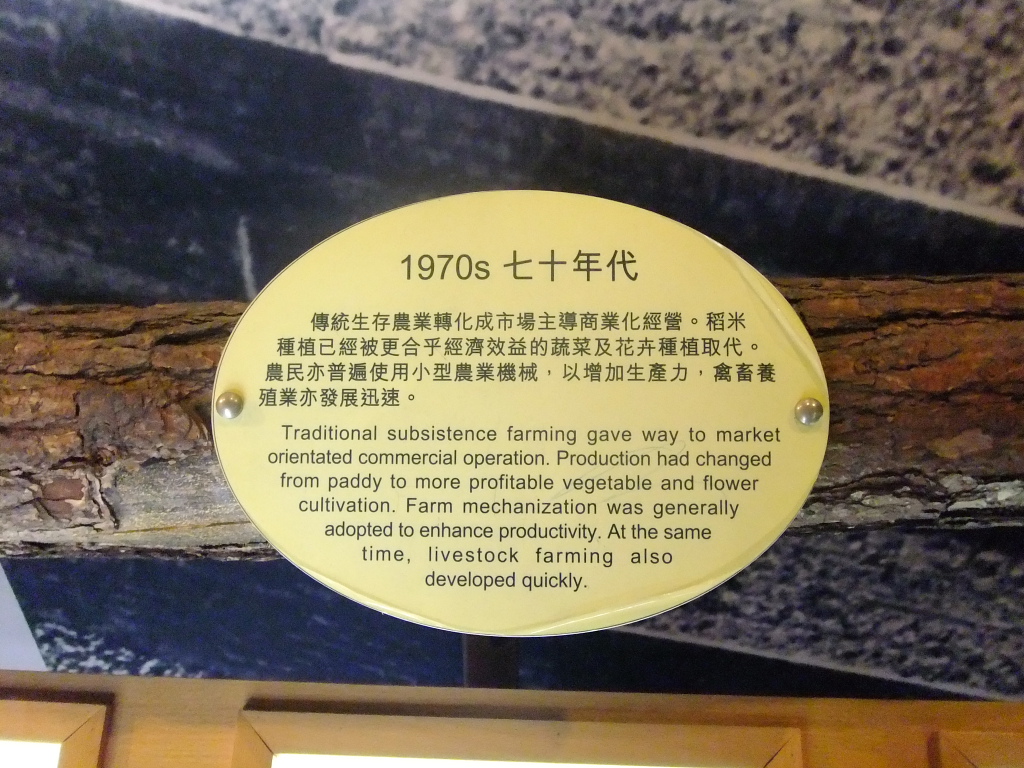 1970s 七十年代
傳統生存農業轉化成市場主導商業化經營。稻米
種植已經被更合乎經濟效益的蔬菜及花卉種植取代。
農民亦普遍使用小型農業機械，以增加生產力，禽畜養
殖業亦發展迅速。
Traditional subsistence farming gave way to market
orientated commercial operation. Production had changed
from paddy to more profitable vegetable and flower
cultivation. Farm mechanization was generally
adopted to enhance productivity. At the same
time, livestock farming also
developed quickly.